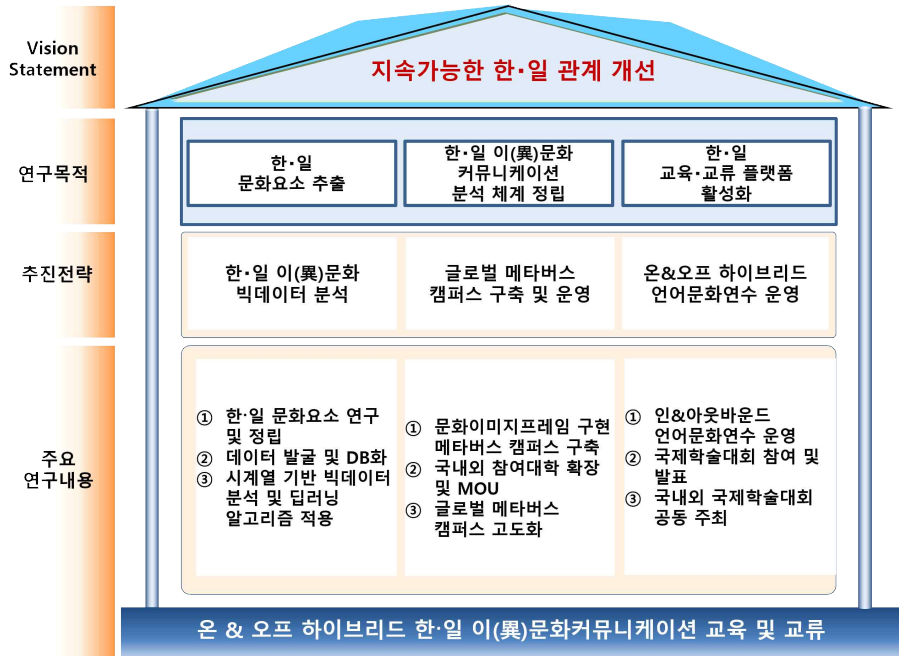 Vision
Statement
지속가능한 한·일 관계 개선
연구목적
한·일
문화요소 추출
한·일 이(異)문화
커뮤니케이션
분석 체계 정립
한·일
교육·교류 플랫폼
활성화
추진전략
한·일 이(異)문화
빅데이터 분석
글로벌 메타버스
캠퍼스 구축 및 운영
온&오프 하이브리드
언어문화연수 운영
주요
연구내용
① 한·일 문화요소 연구
및 정립
② 데이터 발굴 및 DB화
③ 시계열 기반 빅데이터
분석 및 딥러닝
알고리즘 적용
① 문화이미지프레임 구현
메타버스 캠퍼스 구축
② 국내외 참여대학 확장
및 MOU
③ 글로벌 메타버스
캠퍼스 고도화
① 인&아웃바운드
언어문화연수 운영
② 국제학술대회 참여 및
발표
③ 국내외 국제학술대회
공동 주최
온 & 오프 하이브리드 한·일 이(異)문화커뮤니케이션 교육 및 교류